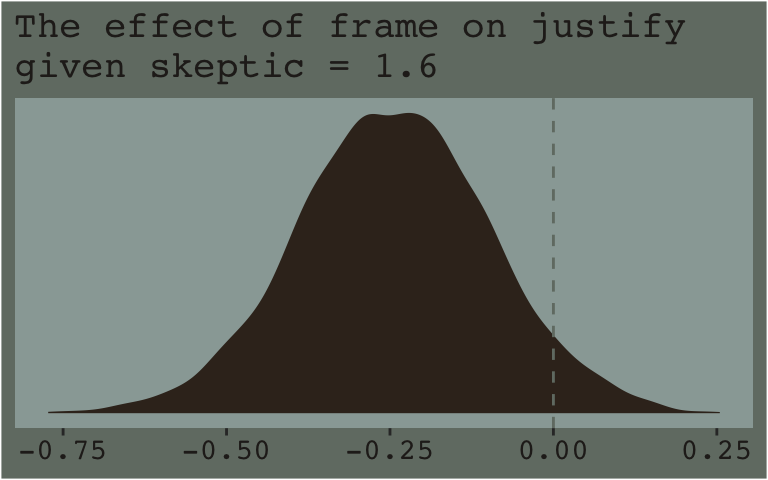 The effect of frame on justify
given skeptic = 1.6
-0.75 -0.50 -0.25 0.00 0.25